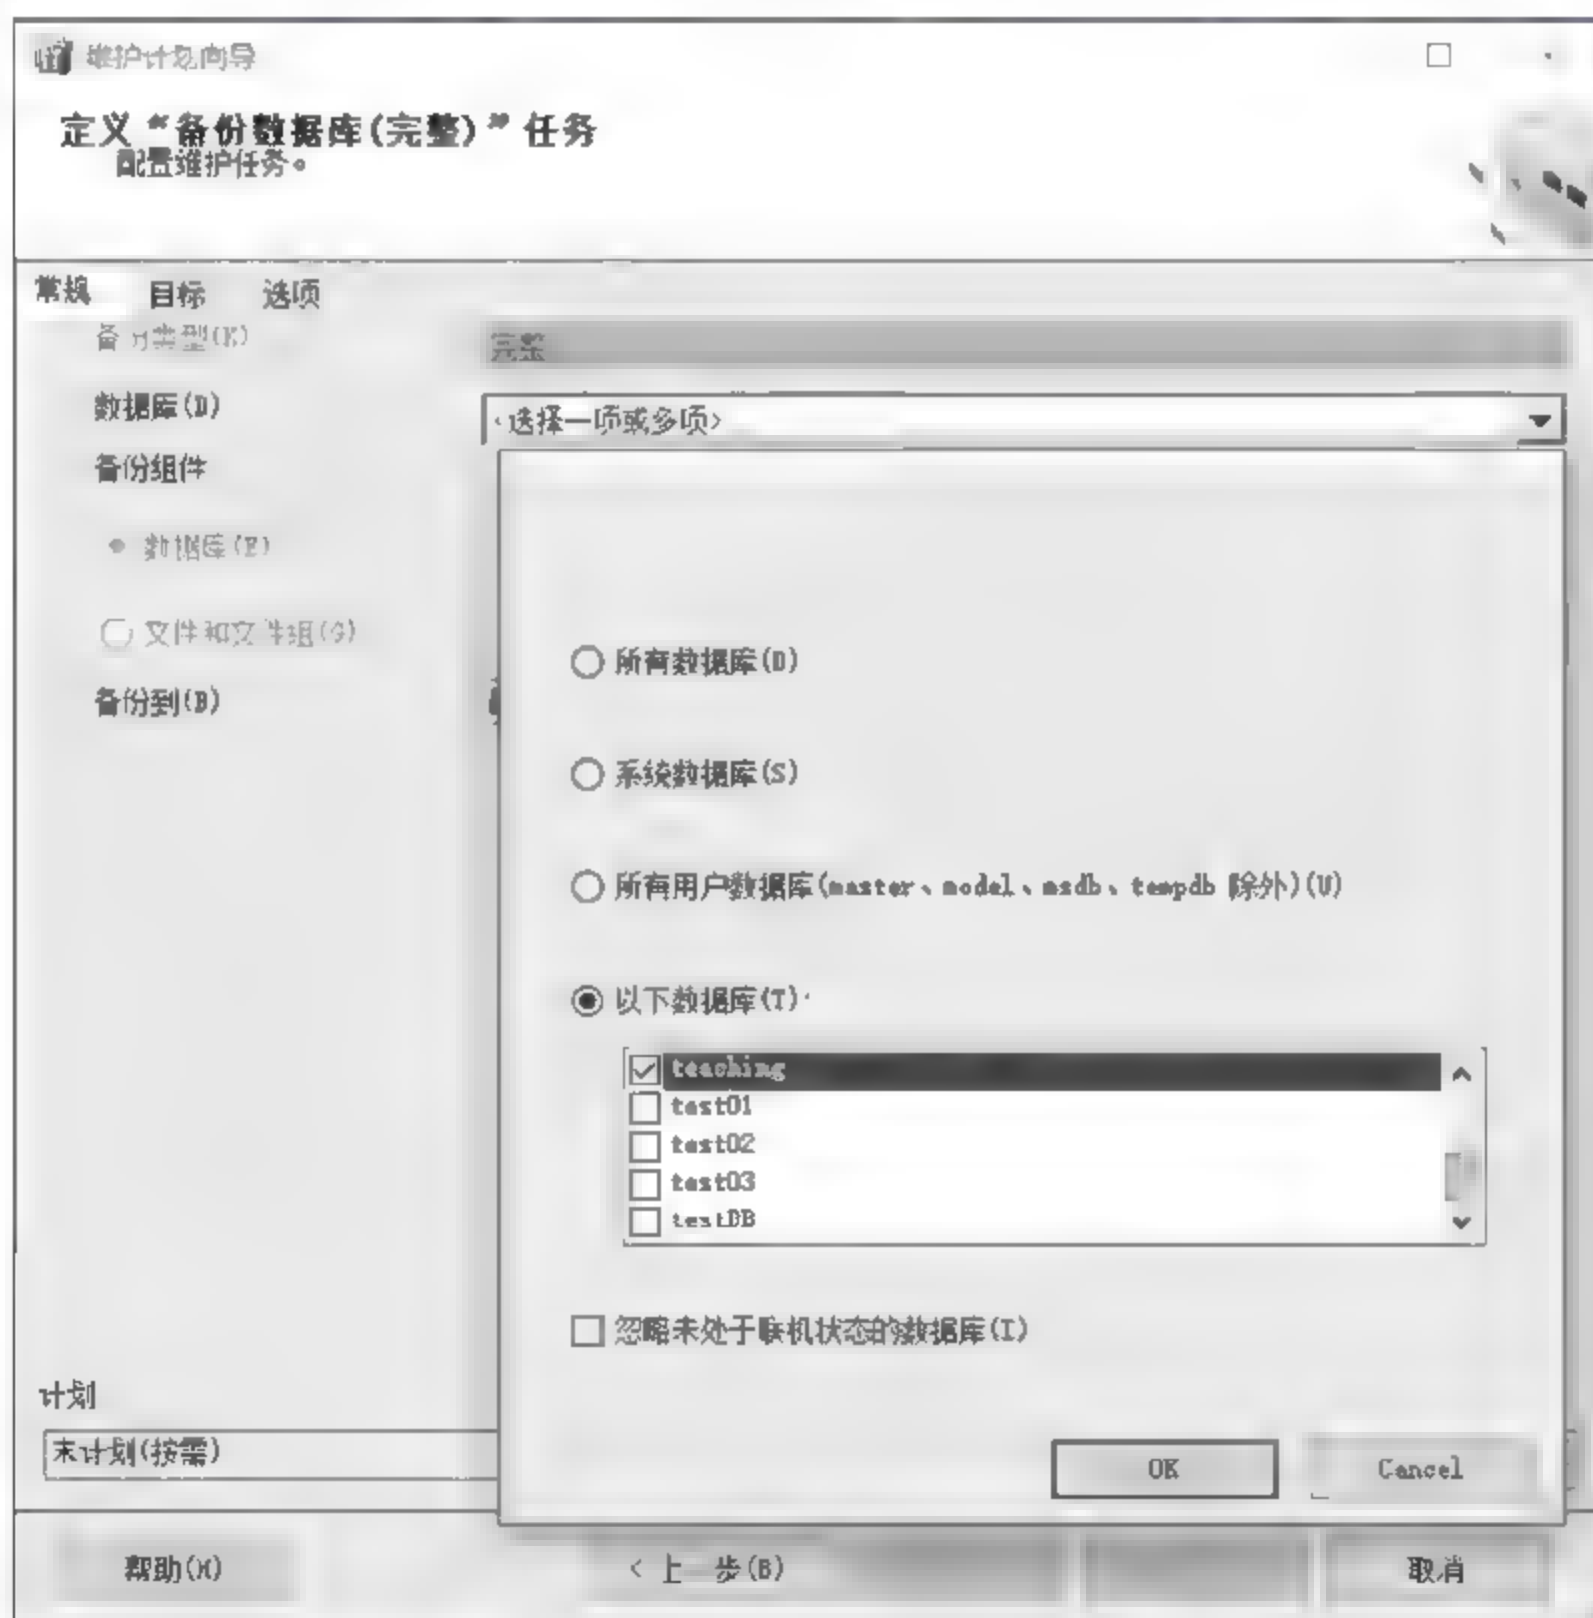 维护计划向导
定义“备份数据库(完整)”任务
配置维护任务。
常规 目标 选项
备份类型(K) 完整
数据库(D) <选择一项或多项>
备份组件
数据库(E)
文件和文件组(G)
所有数据库(D)
备份到(B)
系统数据库(S)
所有用户数据库(master、model、msdb、tempdb 除外)(U)
以下数据库(T)
teaching
test01
test02
test03
testDB
忽略未处于联机状态的数据库(I)
计划
未计划(按需)
OK Cancel
帮助(H) < 上一步(B) 取消